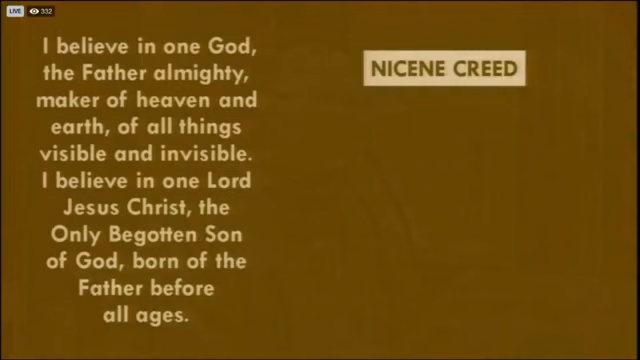 LIVE 332
I believe in one God,
the Father almighty,
maker of heaven and
earth, of all things
visible and invisible.
I believe in one Lord
Jesus Christ, the
Only Begotten Son
of God, born of the
Father before
all ages.
NICENE CREED